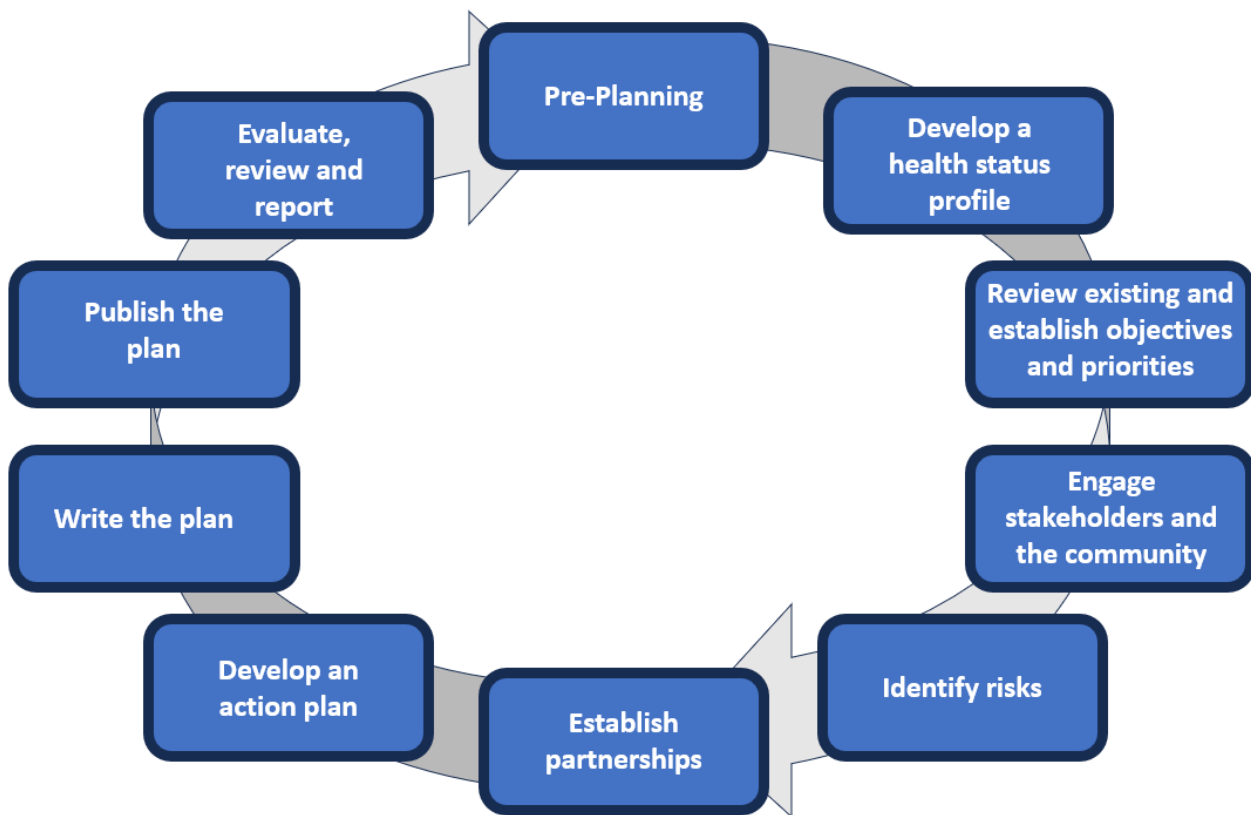 Pre-Planning
Develop a
health status
profile
Review existing and
establish objectives
and priorities
Engage
stakeholders and
the community
Identify risks
Establish
partnerships
Develop an
action plan
Write the plan
Publish the
plan
Evaluate,
review and
report